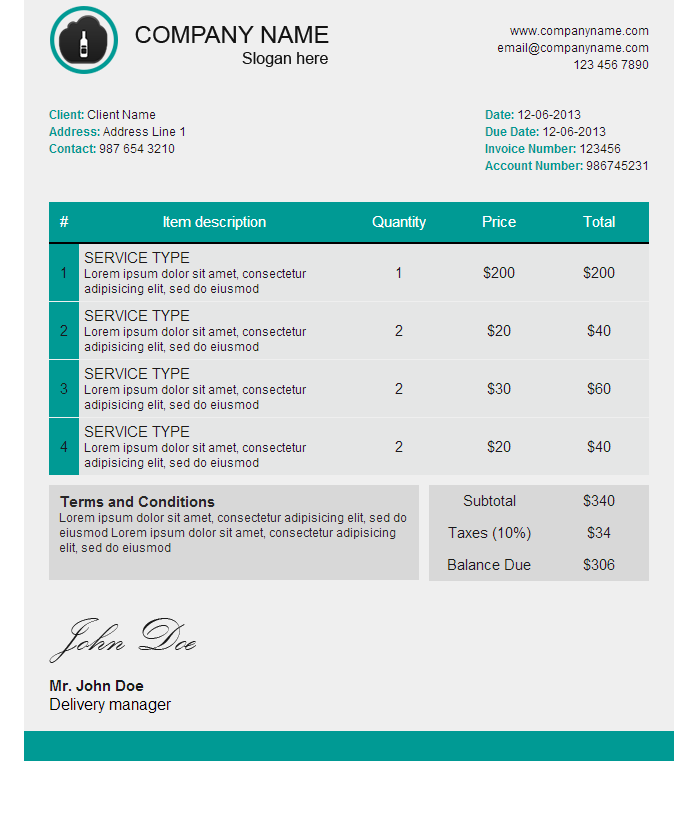 COMPANY NAME
Slogan here
www.companyname.com
email@companyname.com
123 456 7890
Client: Client Name
Address: Address Line 1
Contact: 987 654 3210
Date: 12-06-2013
Due Date: 12-06-2013
Invoice Number: 123456
Account Number: 986745231
# Item description Quantity Price Total
SERVICE TYPE
Lorem ipsum dolor sit amet, consectetur
1 1 $200 $200
adipisicing elit, sed do eiusmod
SERVICE TYPE
Lorem ipsum dolor sit amet, consectetur
2 2 $20 $40
adipisicing elit, sed do eiusmod
SERVICE TYPE
Lorem ipsum dolor sit amet, consectetur
3 2 $30 $60
adipisicing elit, sed do eiusmod
SERVICE TYPE
Lorem ipsum dolor sit amet, consectetur
4 2 $20 $40
adipisicing elit, sed do eiusmod
Terms and Conditions
Lorem ipsum dolor sit amet, consectetur adipisicing elit, sed do
eiusmod Lorem ipsum dolor sit amet, consectetur adipisicing
elit, sed do eiusmod
Subtotal $340
Taxes (10%) $34
Balance Due $306
John Doe
Mr. John Doe
Delivery manager